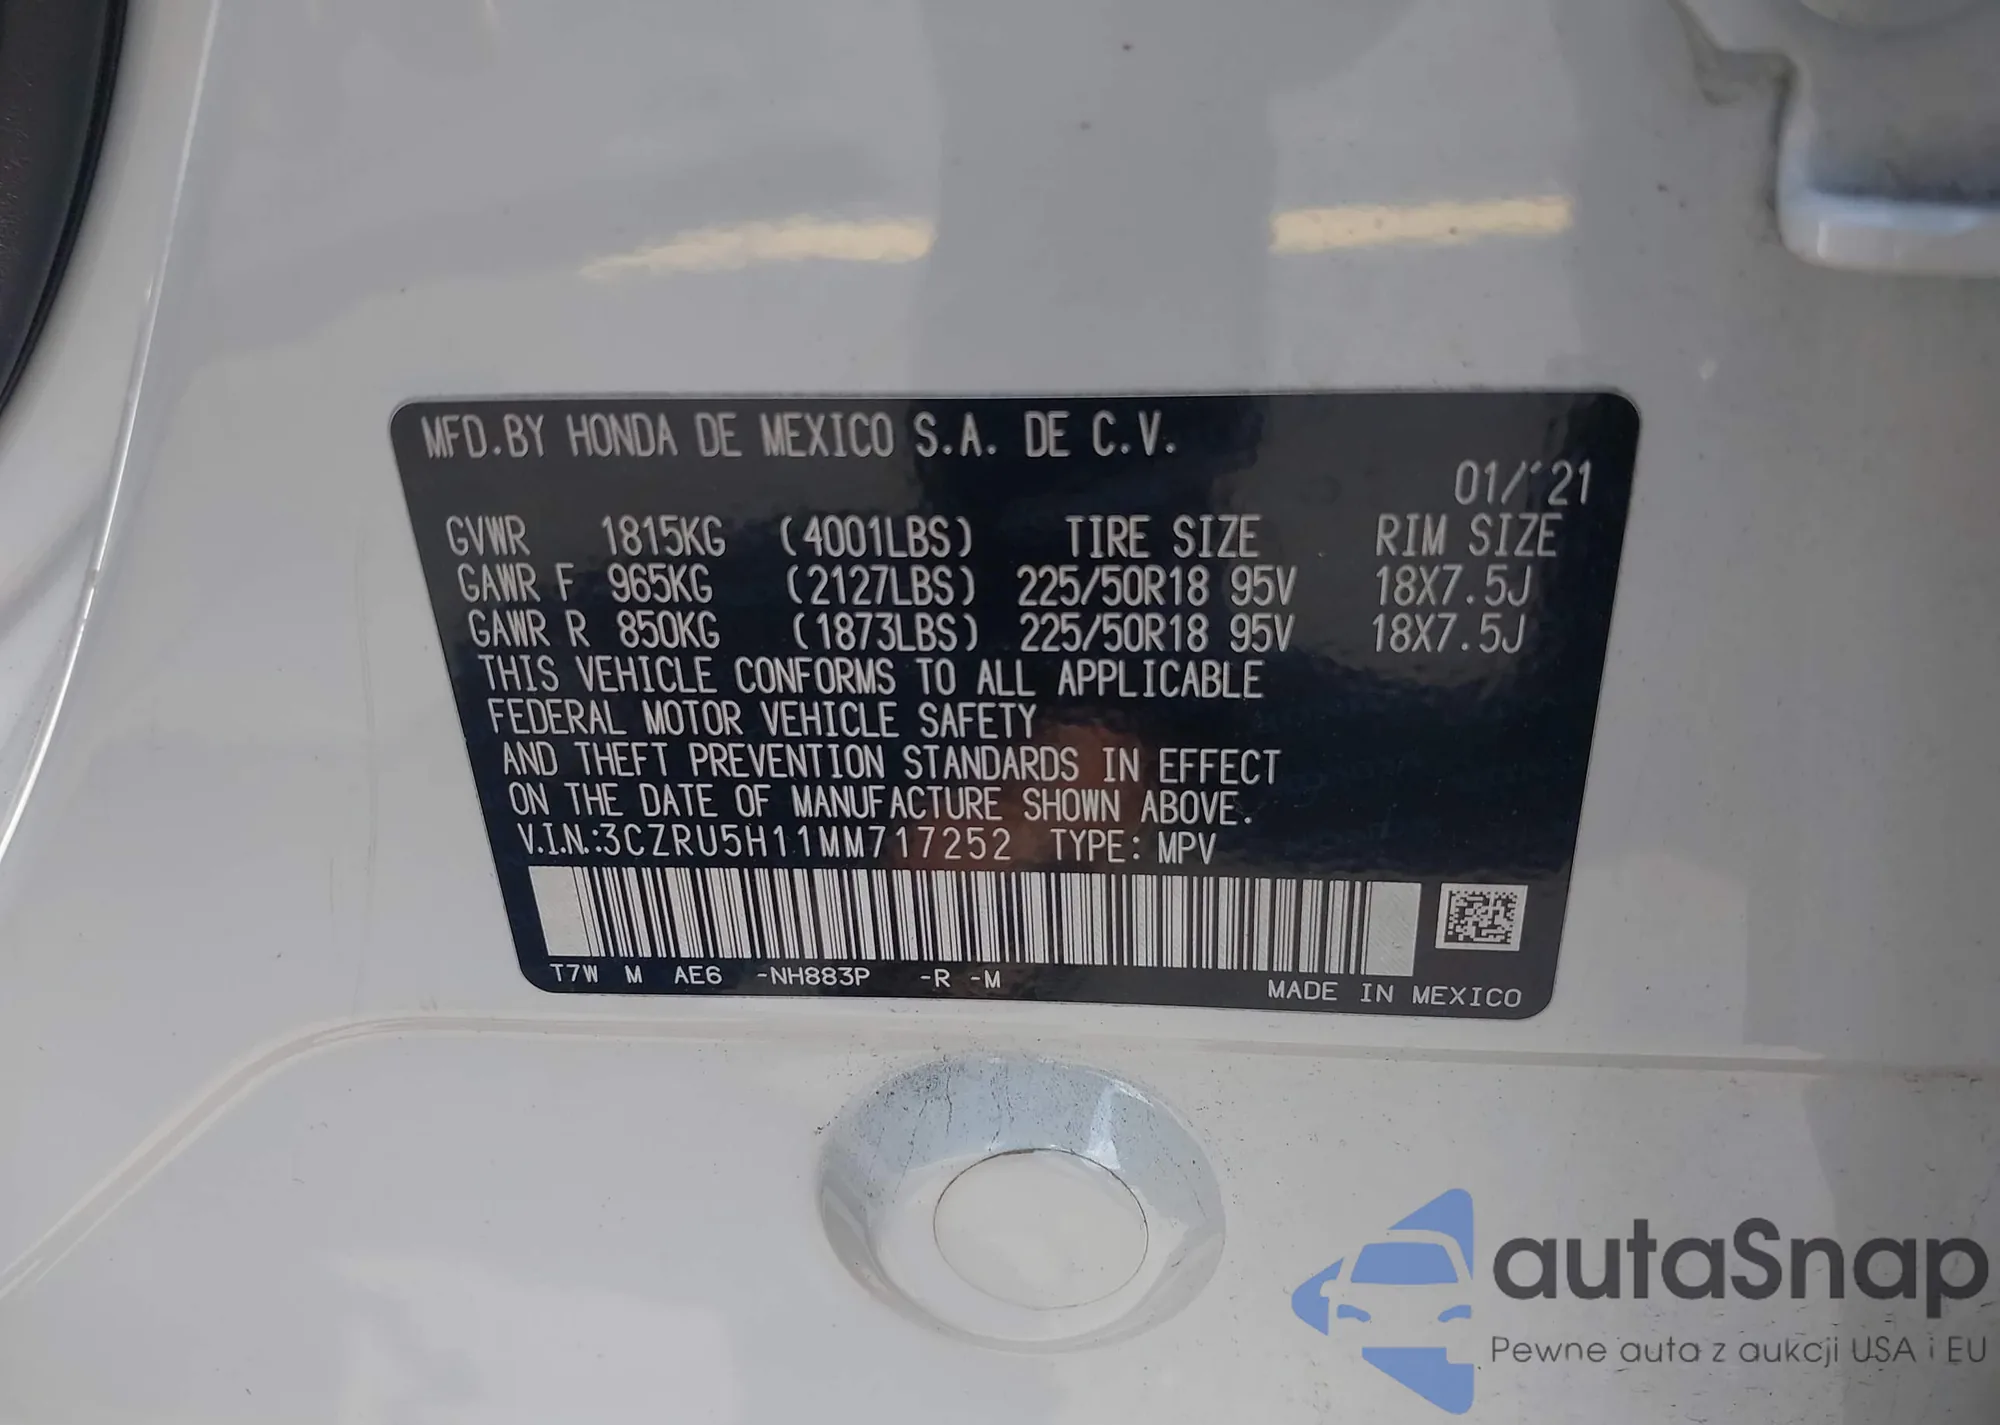 MFD.BY HONDA DE MEXICO S.A. DE C.V.
01/'21
GVWR 1815KG (4001LBS) TIRE SIZE RIM SIZE
GAWR F 965KG (2127LBS) 225/50R18 95V 18X7.5J
GAWR R 850KG (1873LBS) 225/50R18 95V 18X7.5J
THIS VEHICLE CONFORMS TO ALL APPLICABLE
FEDERAL MOTOR VEHICLE SAFETY
AND THEFT PREVENTION STANDARDS IN EFFECT
ON THE DATE OF MANUFACTURE SHOWN ABOVE.
V.I.N.:3CZRU5H11MM717252 TYPE: MPV
T7W M AE6 -NH883P -R -M
MADE IN MEXICO
autaSnap
Pewne auta z aukcji USA i EU